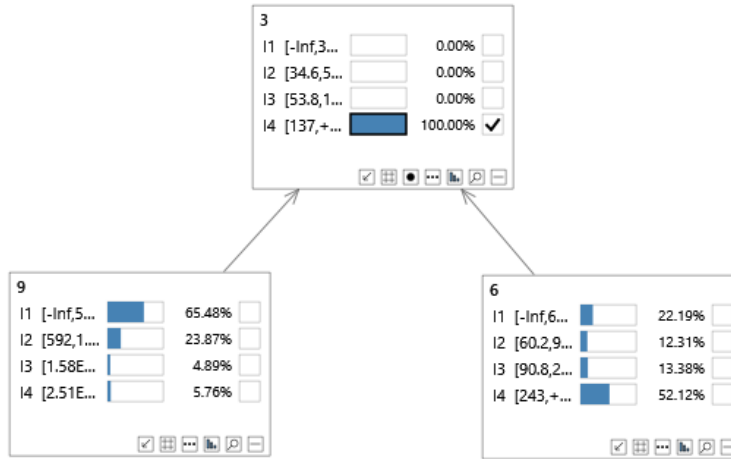 3
I1 [-Inf,3... 0.00%
I2 [34.6,5... 0.00%
I3 [53.8,1... 0.00%
I4 [137,+... 100.00%
9
I1 [-Inf,5... 65.48%
I2 [592,1.... 23.87%
I3 [1.58E... 4.89%
I4 [2.51E... 5.76%
6
I1 [-Inf,6... 22.19%
I2 [60.2,9... 12.31%
I3 [90.8,2... 13.38%
I4 [243,+... 52.12%